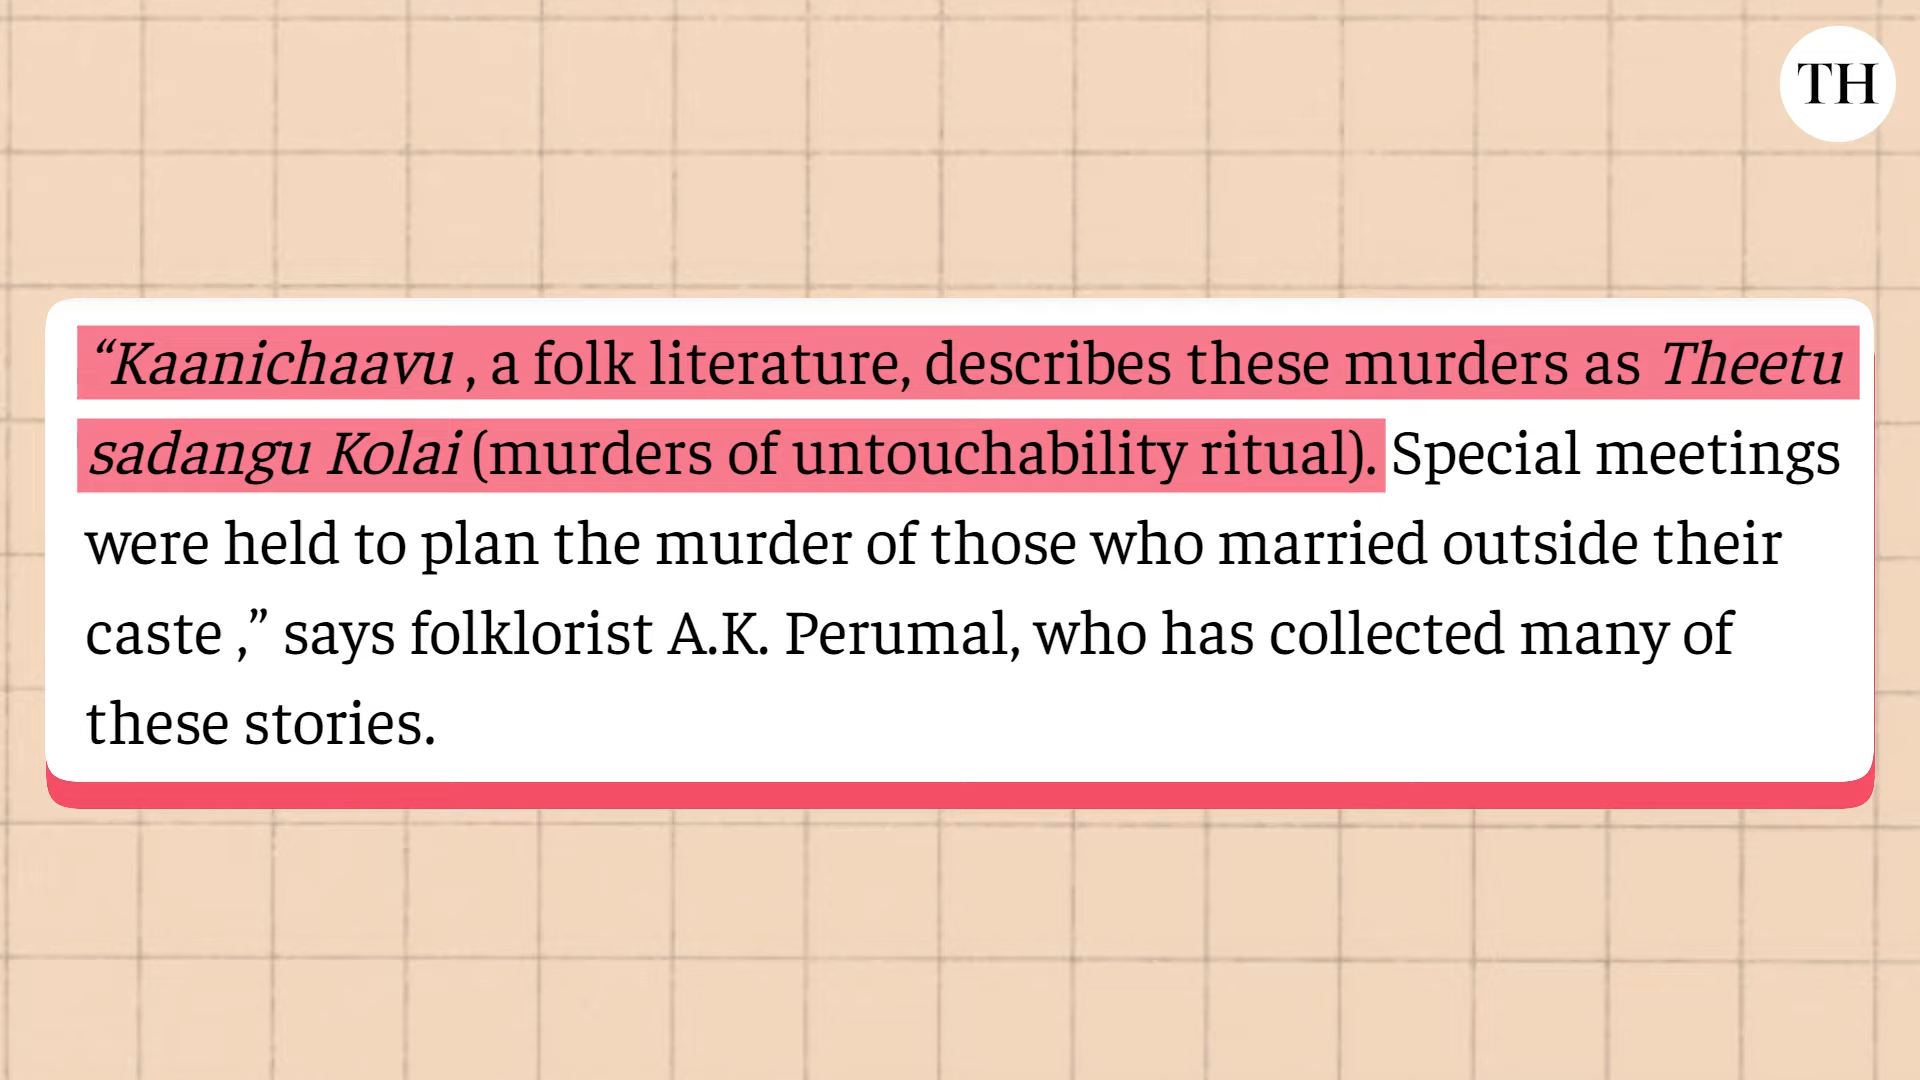 TH
“Kaanichaavu , a folk literature, describes these murders as Theetu
sadangu Kolai (murders of untouchability ritual). Special meetings
were held to plan the murder of those who married outside their
caste ,” says folklorist A.K. Perumal, who has collected many of
these stories.